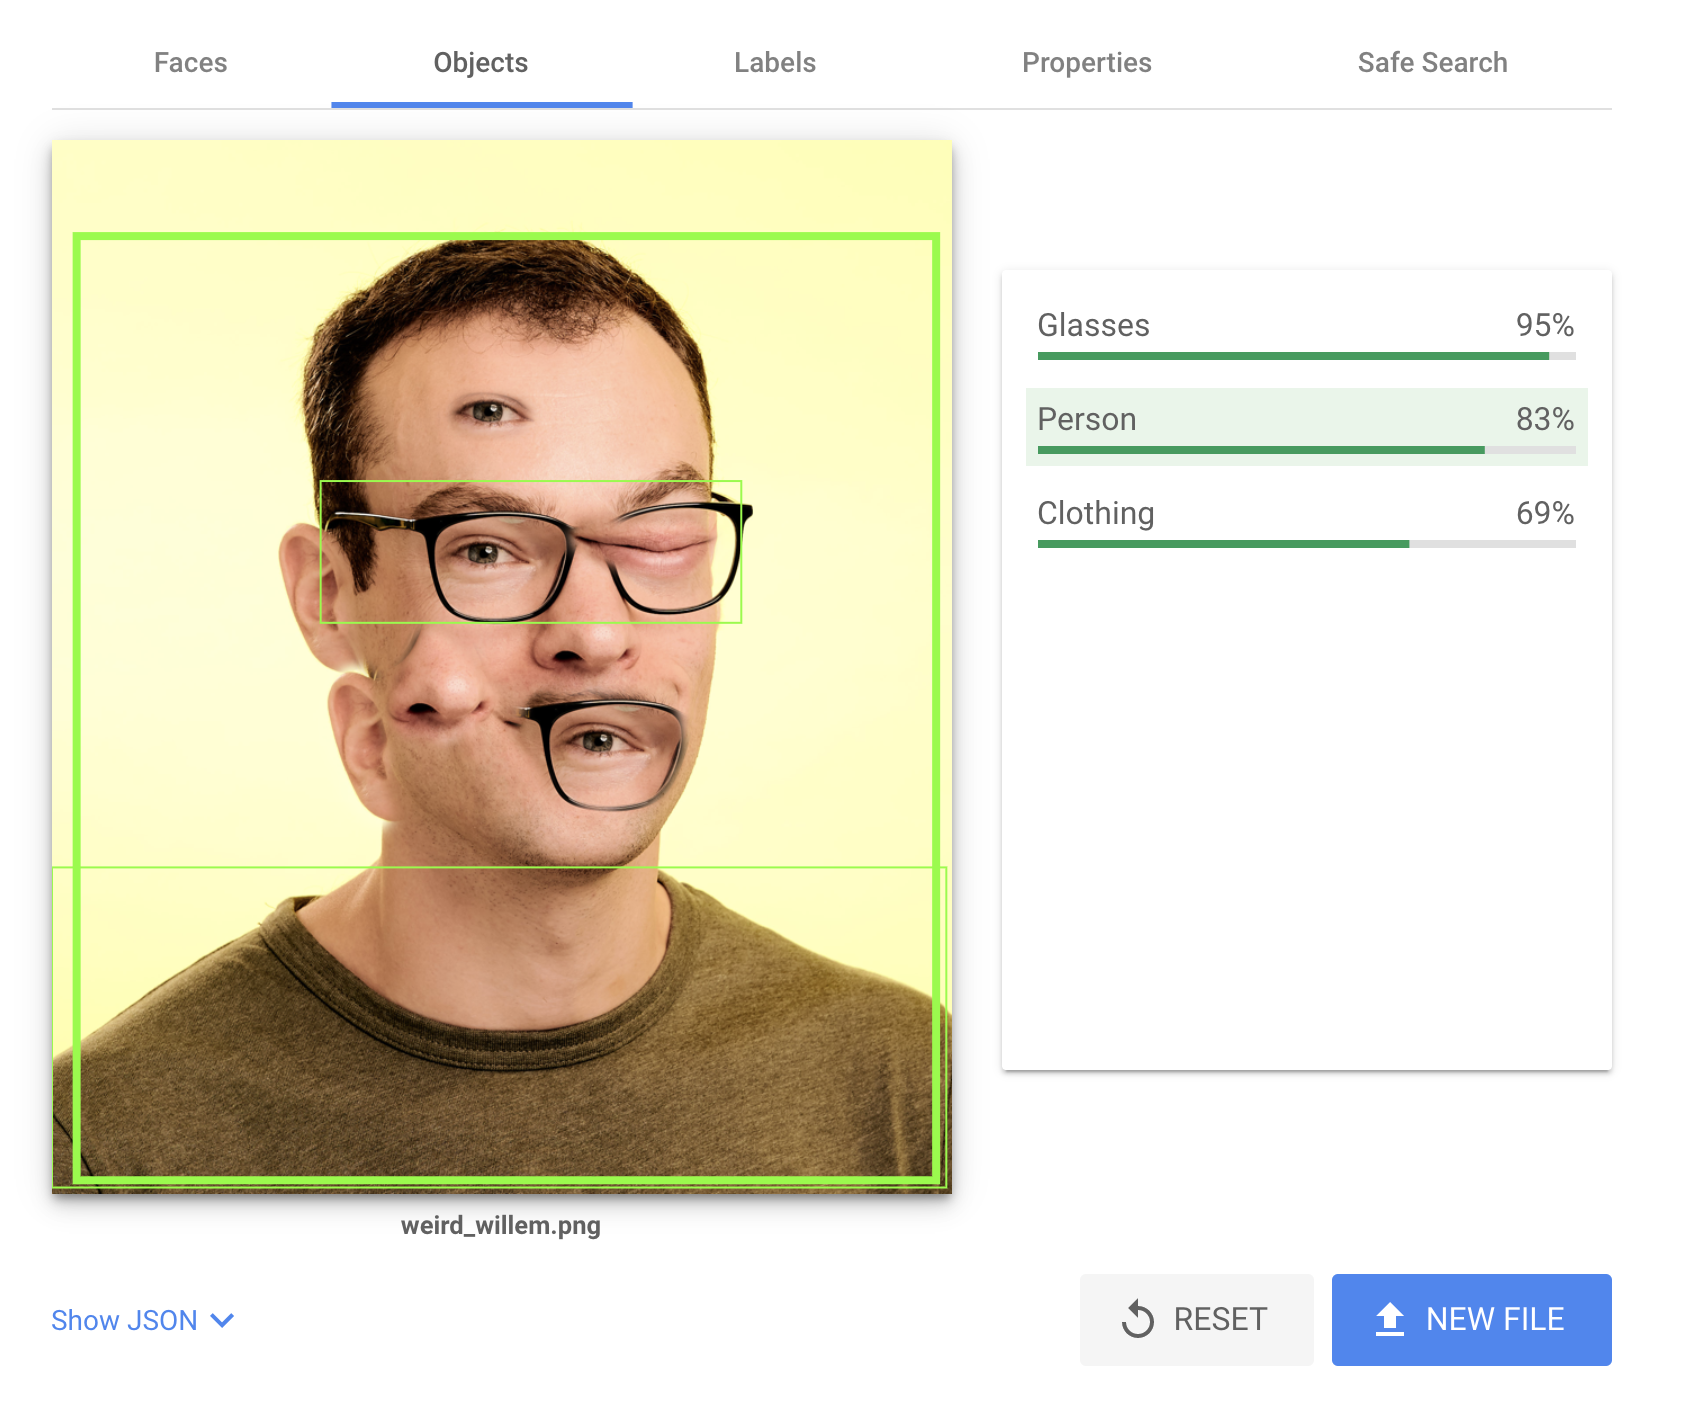 Faces Objects Labels Properties Safe Search
Glasses 95%
Person 83%
Clothing 69%
weird_willem.png
Show JSON
RESET
NEW FILE